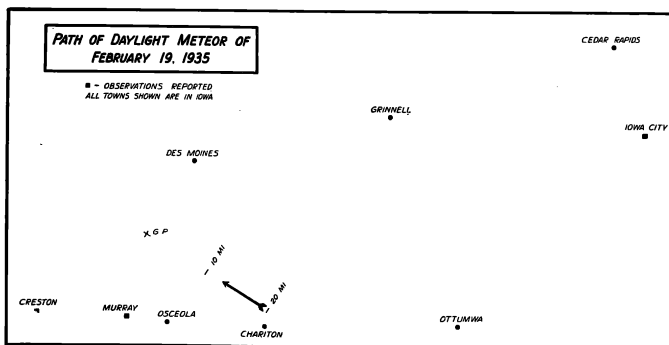 PATH OF DAYLIGHT METEOR OF
FEBRUARY 19, 1935
■ - OBSERVATIONS REPORTED
ALL TOWNS SHOWN ARE IN IOWA
CEDAR RAPIDS
GRINNELL
IOWA CITY
DES MOINES
X G P
- 10 MI
- 20 MI
CRESTON
MURRAY
OSCEOLA
CHARITON
OTTUMWA